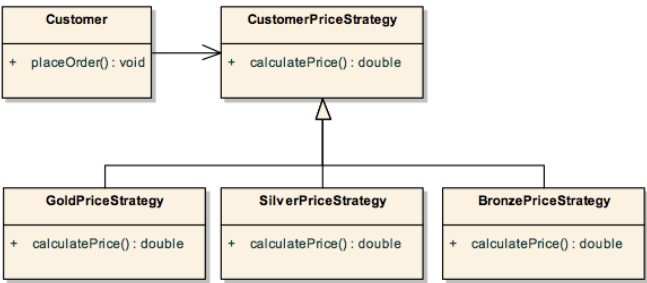 Customer
+ placeOrder() : void
CustomerPriceStrategy
+ calculatePrice() : double
GoldPriceStrategy
+ calculatePrice() : double
SilverPriceStrategy
+ calculatePrice() : double
BronzePriceStrategy
+ calculatePrice() : double